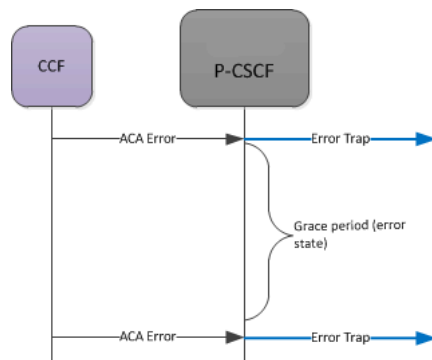 CCF
P-CSCF
ACA Error
Error Trap
Grace period (error
state)
ACA Error
Error Trap